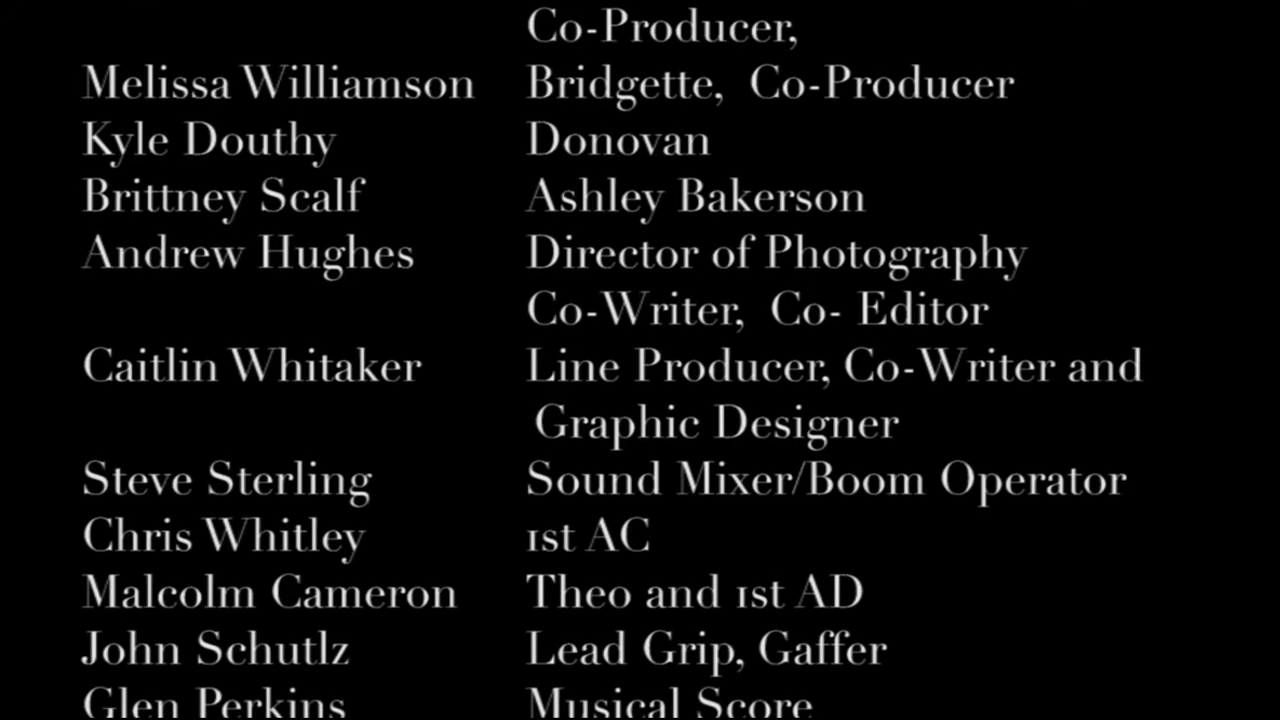 Co-Producer,
Melissa Williamson Bridgette, Co-Producer
Kyle Douthy Donovan
Brittney Scalf Ashley Bakerson
Andrew Hughes Director of Photography
Co-Writer, Co- Editor
Caitlin Whitaker Line Producer, Co-Writer and
Graphic Designer
Steve Sterling Sound Mixer/Boom Operator
Chris Whitley 1st AC
Malcolm Cameron Theo and 1st AD
John Schutlz Lead Grip, Gaffer
Glen Perkins Musical Score